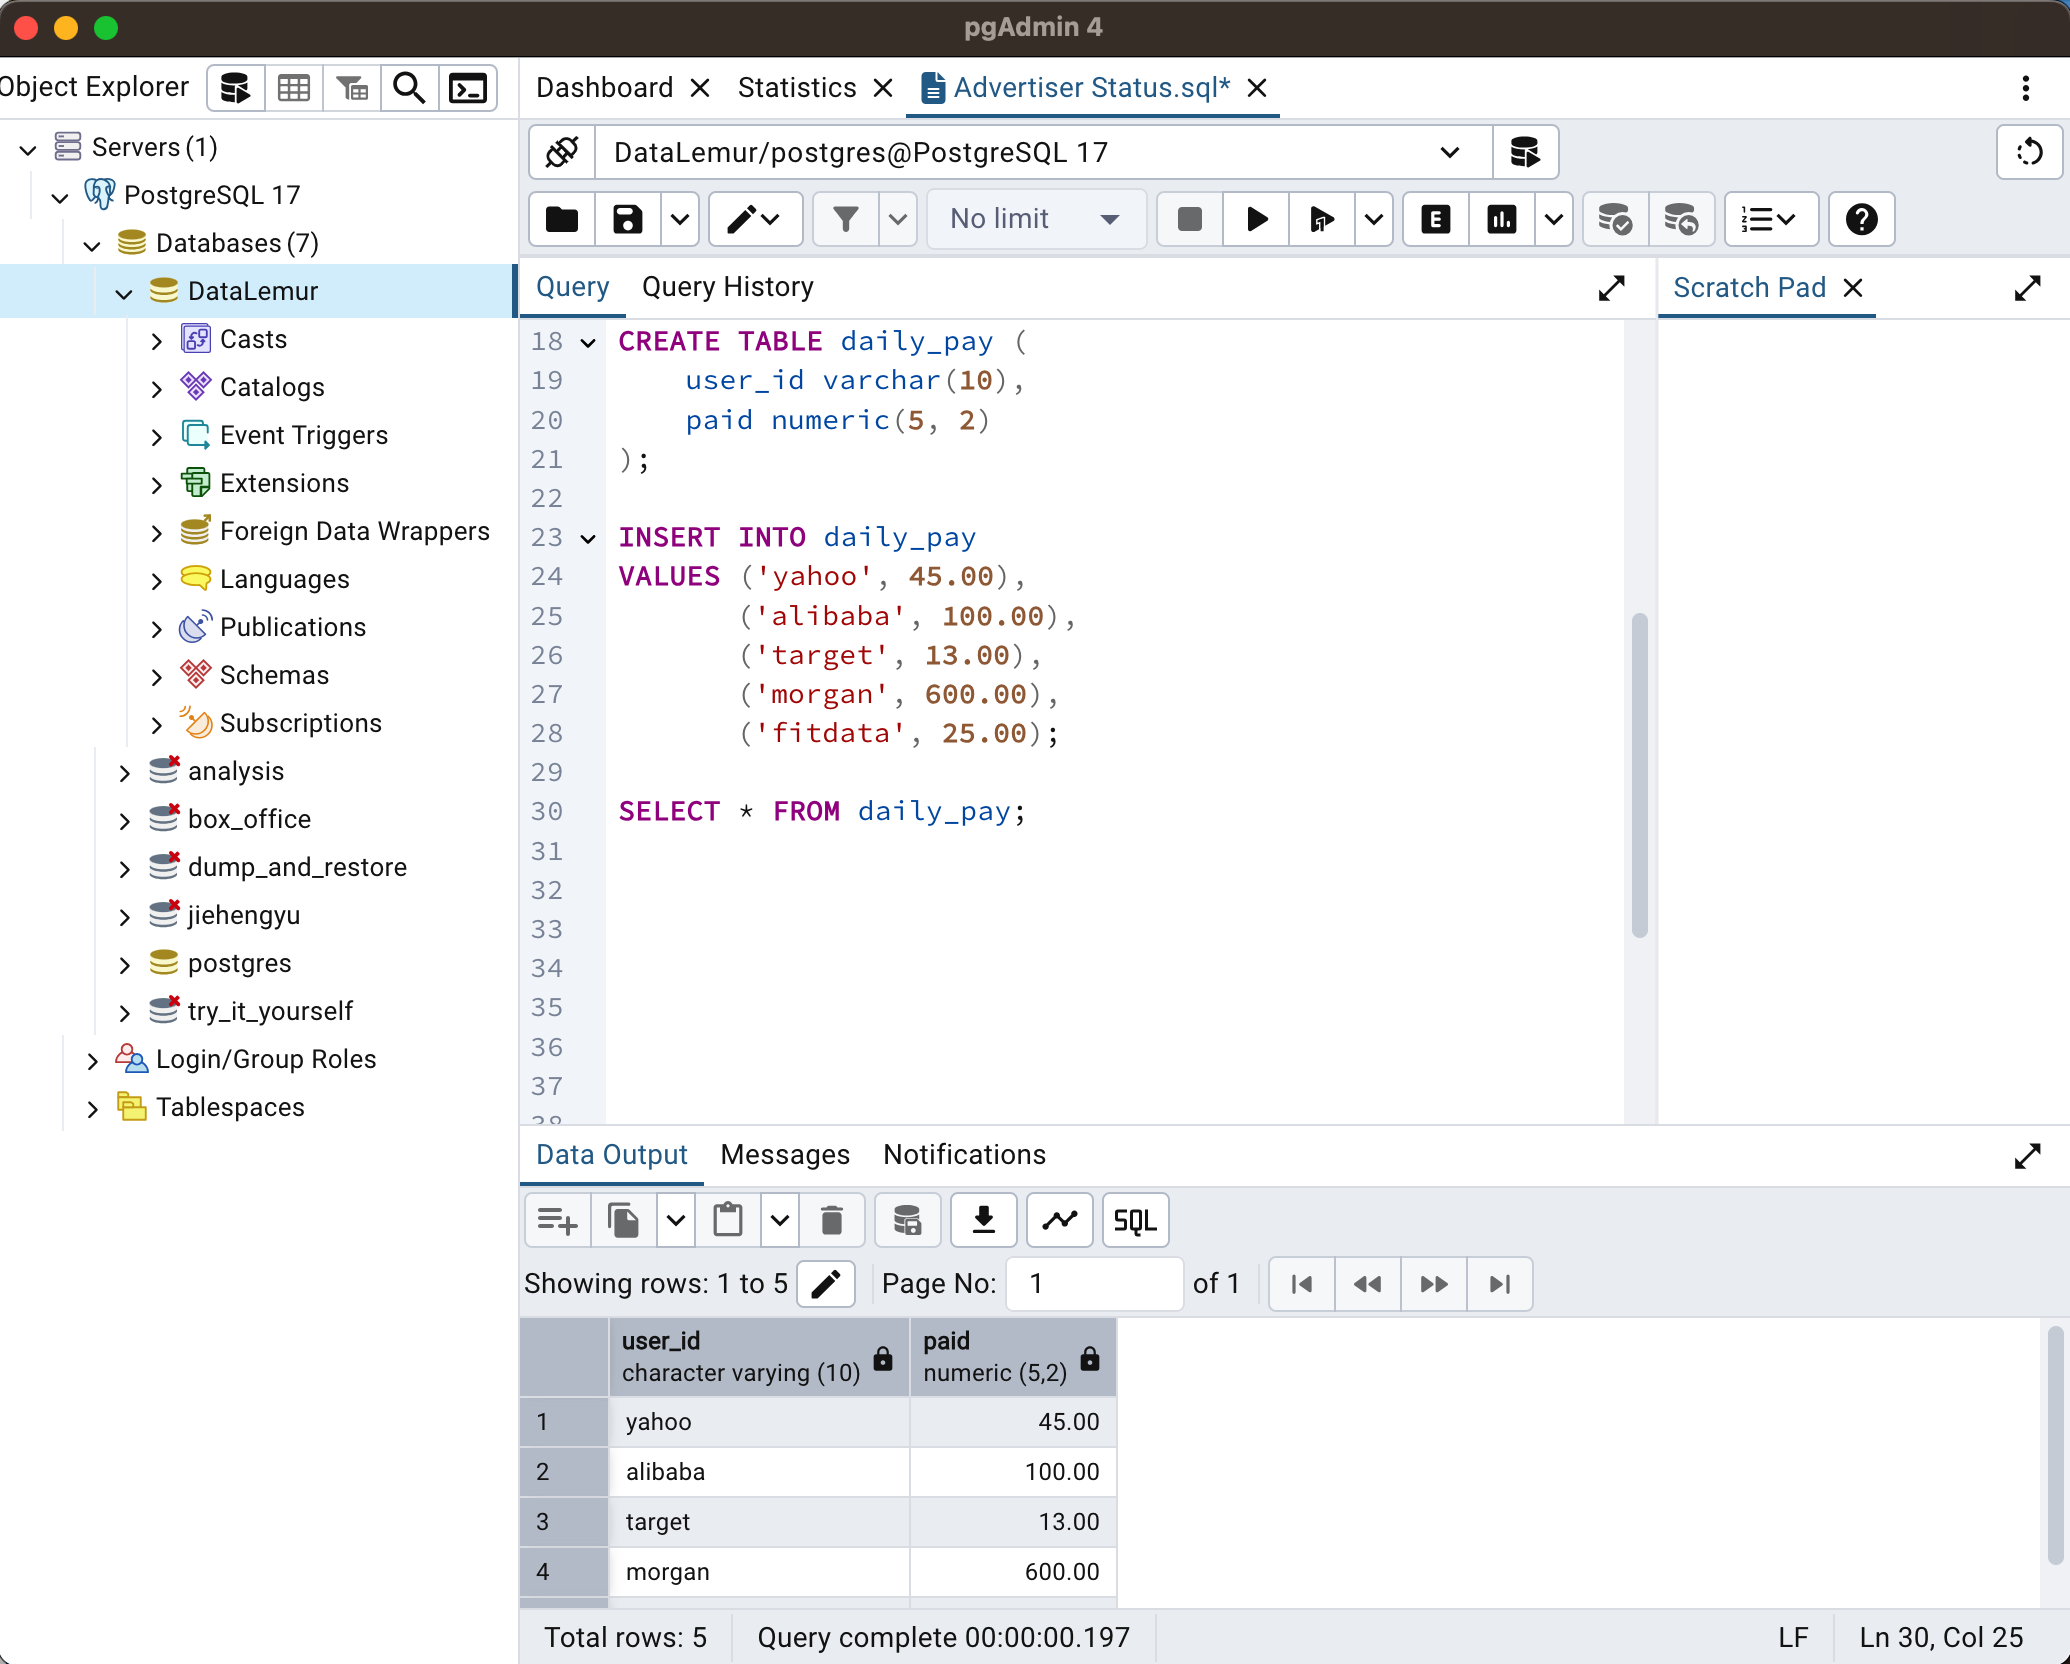 pgAdmin 4
Object Explorer
Servers (1)
PostgreSQL 17
Databases (7)
DataLemur
Casts
Catalogs
Event Triggers
Extensions
Foreign Data Wrappers
Languages
Publications
Schemas
Subscriptions
analysis
box_office
dump_and_restore
jiehengyu
postgres
try_it_yourself
Login/Group Roles
Tablespaces
Dashboard Statistics Advertiser Status.sql*
DataLemur/postgres@PostgreSQL 17
No limit
E
Query Query History
Scratch Pad
18 CREATE TABLE daily_pay (
19 user_id varchar(10),
20 paid numeric(5, 2)
21 );
22
23 INSERT INTO daily_pay
24 VALUES ('yahoo', 45.00),
25 ('alibaba', 100.00),
26 ('target', 13.00),
27 ('morgan', 600.00),
28 ('fitdata', 25.00);
29
30 SELECT * FROM daily_pay;
31
32
33
34
35
36
37
38
Data Output Messages Notifications
SQL
Showing rows: 1 to 5 Page No: 1 of 1
user_id paid
character varying (10) numeric (5,2)
1 yahoo 45.00
2 alibaba 100.00
3 target 13.00
4 morgan 600.00
Total rows: 5 Query complete 00:00:00.197 LF Ln 30, Col 25